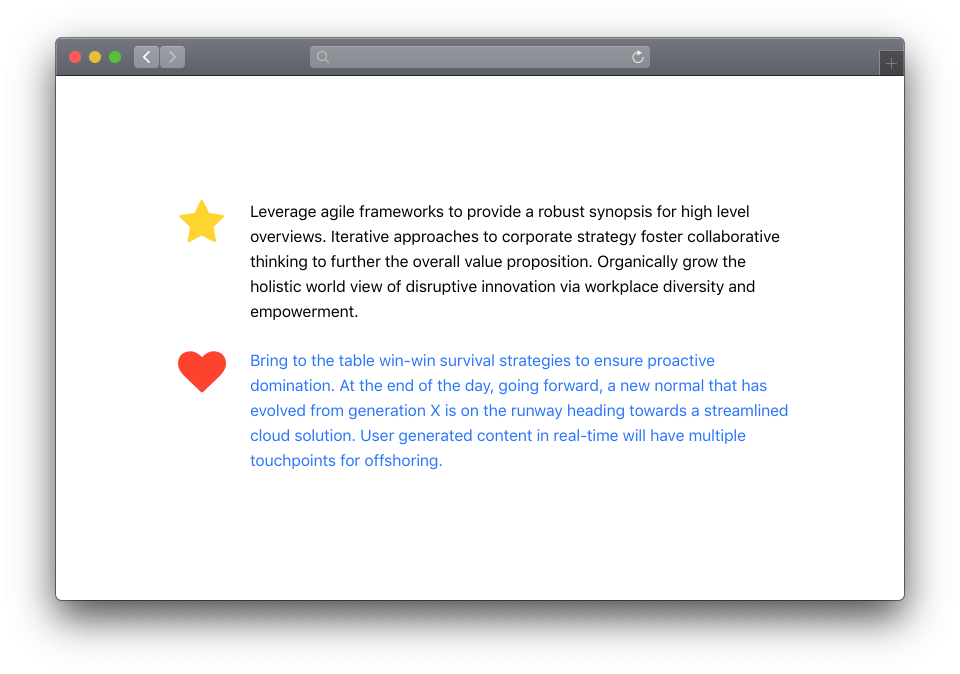 Leverage agile frameworks to provide a robust synopsis for high level
overviews. Iterative approaches to corporate strategy foster collaborative
thinking to further the overall value proposition. Organically grow the
holistic world view of disruptive innovation via workplace diversity and
empowerment.
Bring to the table win-win survival strategies to ensure proactive
domination. At the end of the day, going forward, a new normal that has
evolved from generation X is on the runway heading towards a streamlined
cloud solution. User generated content in real-time will have multiple
touchpoints for offshoring.